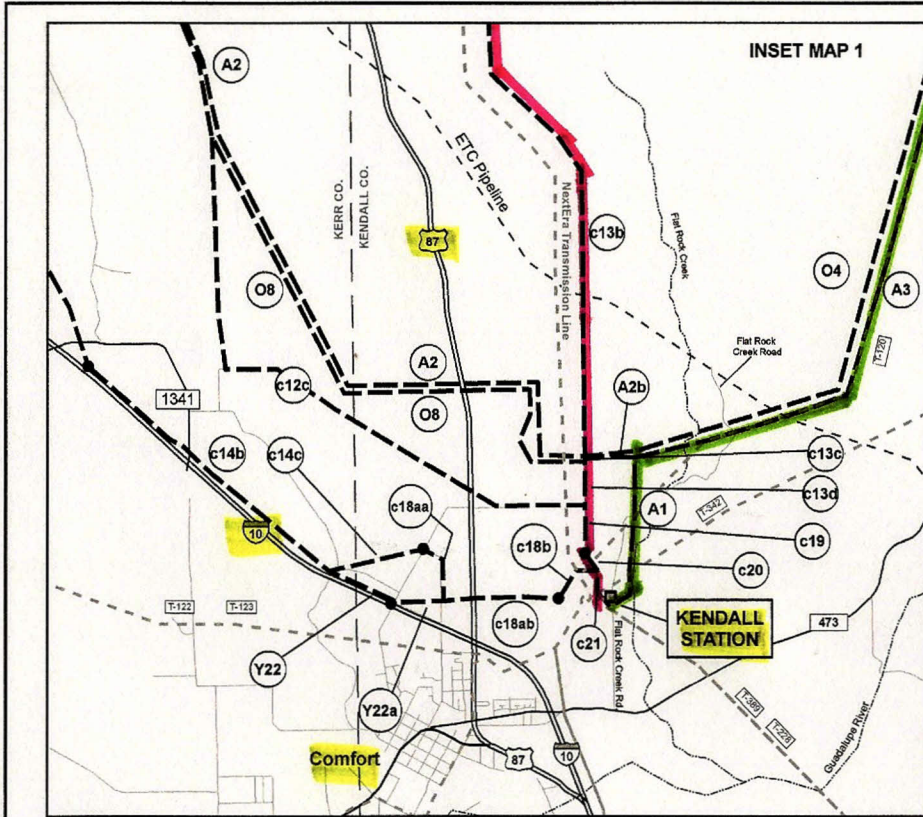 INSET MAP 1
A2
ETC Pipeline
KERR CO.
KENDALL CO.
87
NextEra Transmission Line
c13b
Flat Rock Creek
O4
A3
O8
Flat Rock
Creek Road
T-120
A2
c12c
O8
A2b
1341
c14b
c14c
c18aa
c13c
c13d
A1
T-342
c19
10
c18b
c20
T-122
T-123
c18ab
KENDALL
STATION
473
c21
Flat Rock Creek Rd
Y22
Y22a
T-389
T-228
Guadalupe River
Comfort
87
10